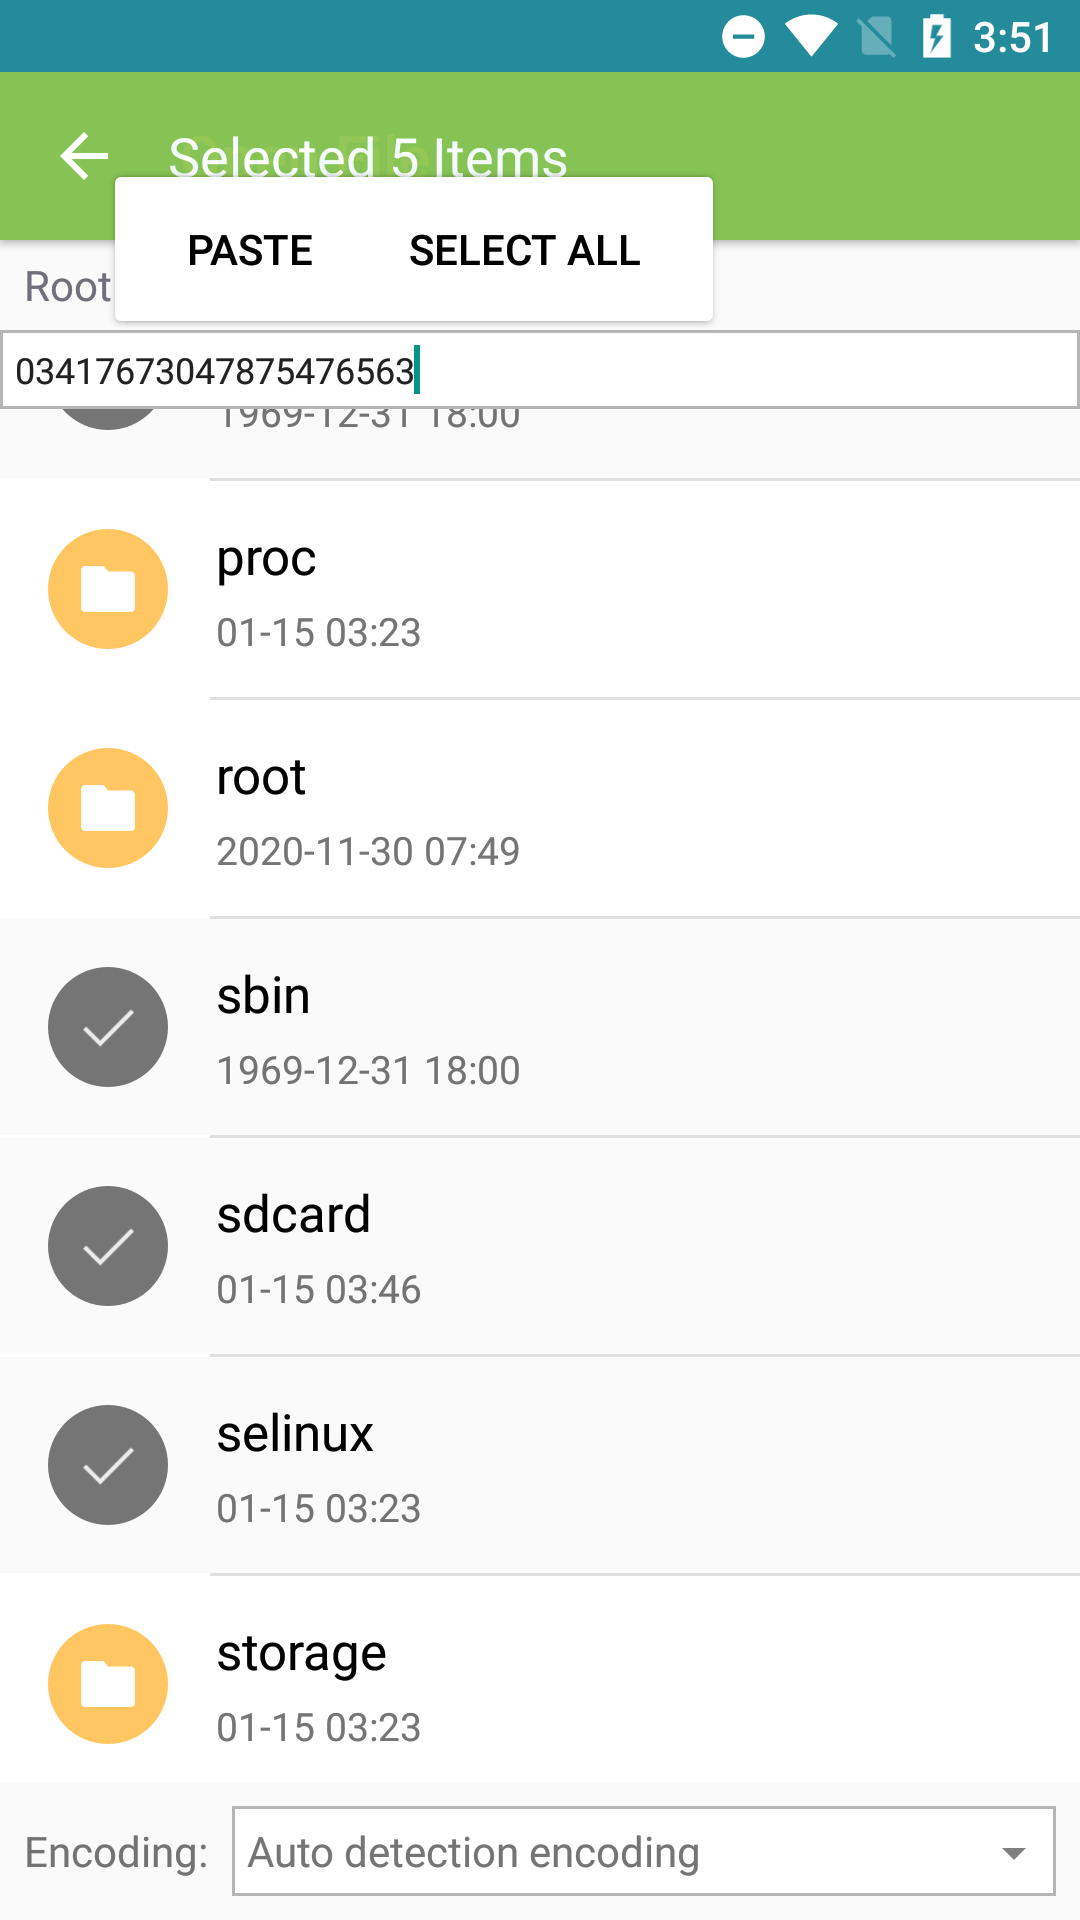 3:51
Selected 5 Items
PASTE SELECT ALL
Root
03417673047875476563
1969-12-31 18:00
proc
01-15 03:23
root
2020-11-30 07:49
sbin
1969-12-31 18:00
sdcard
01-15 03:46
selinux
01-15 03:23
storage
01-15 03:23
Encoding: Auto detection encoding